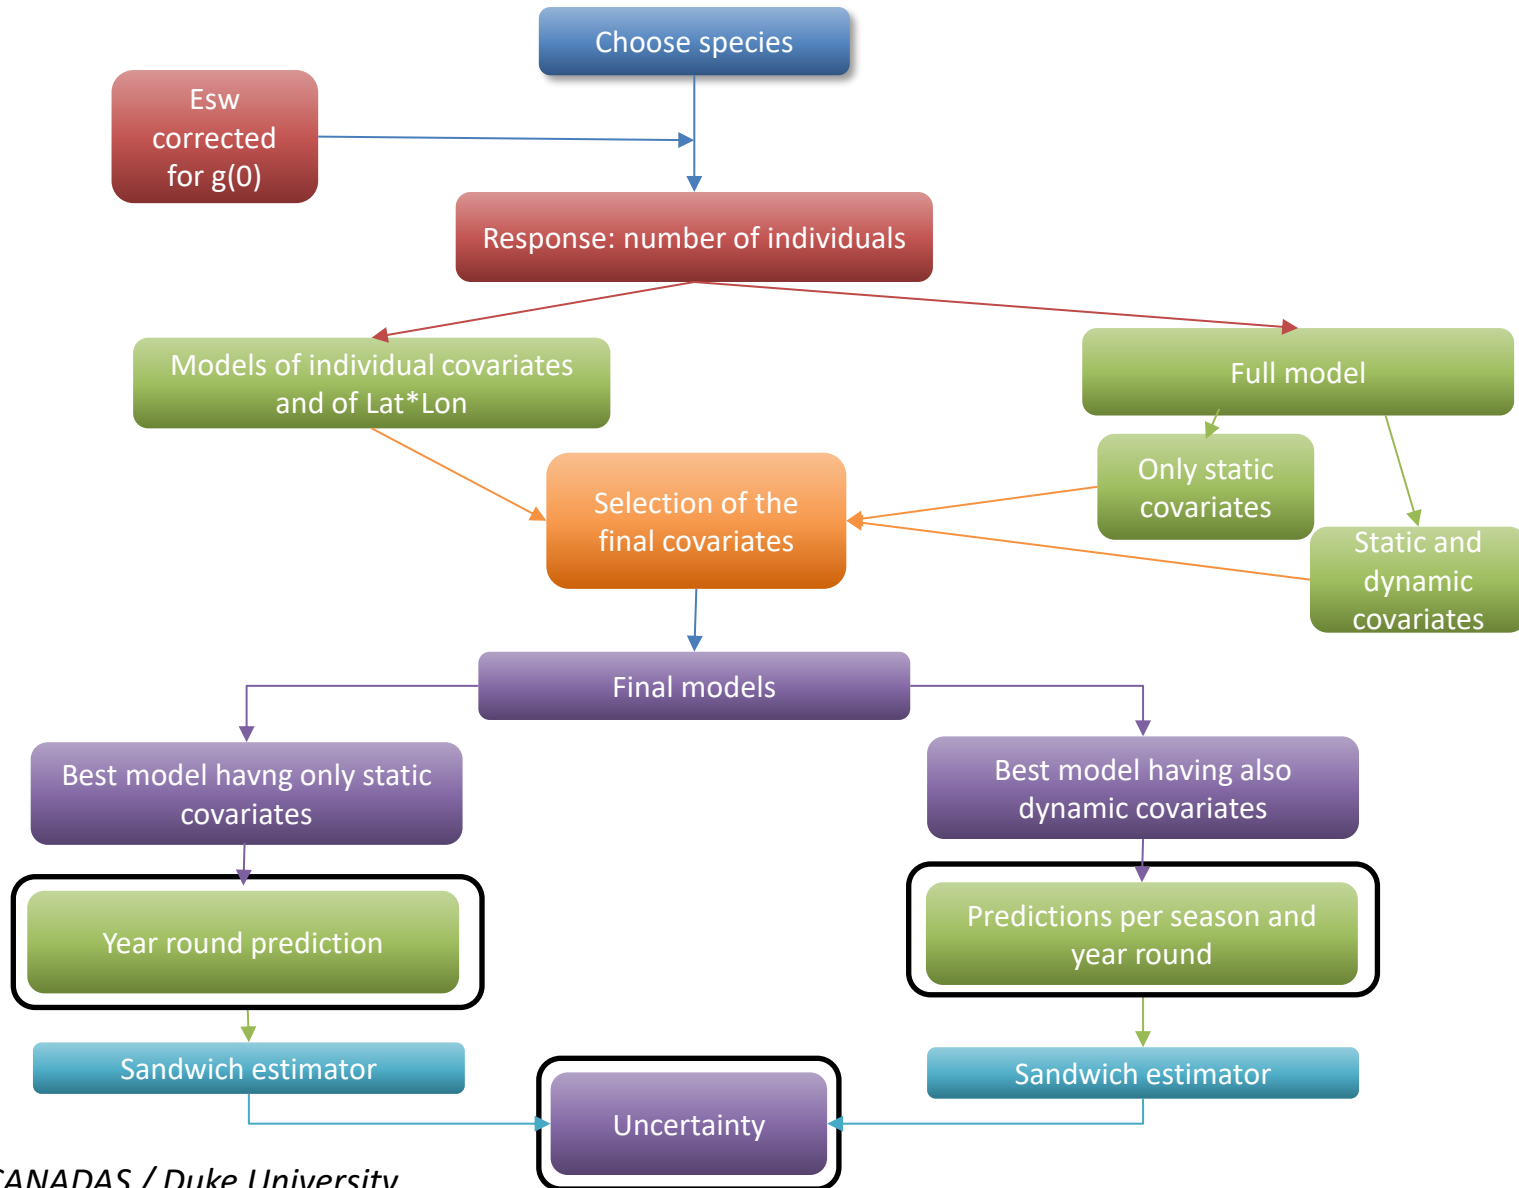 Choose species
Esw
corrected
for g(0)
Response: number of individuals
Models of individual covariates
and of Lat*Lon
Full model
Only static
covariates
Selection of the
final covariates
Static and
dynamic
covariates
Final models
Best model havng only static
covariates
Best model having also
dynamic covariates
Year round prediction
Predictions per season and
year round
Sandwich estimator
Sandwich estimator
Uncertainty
CANADAS / Duke University